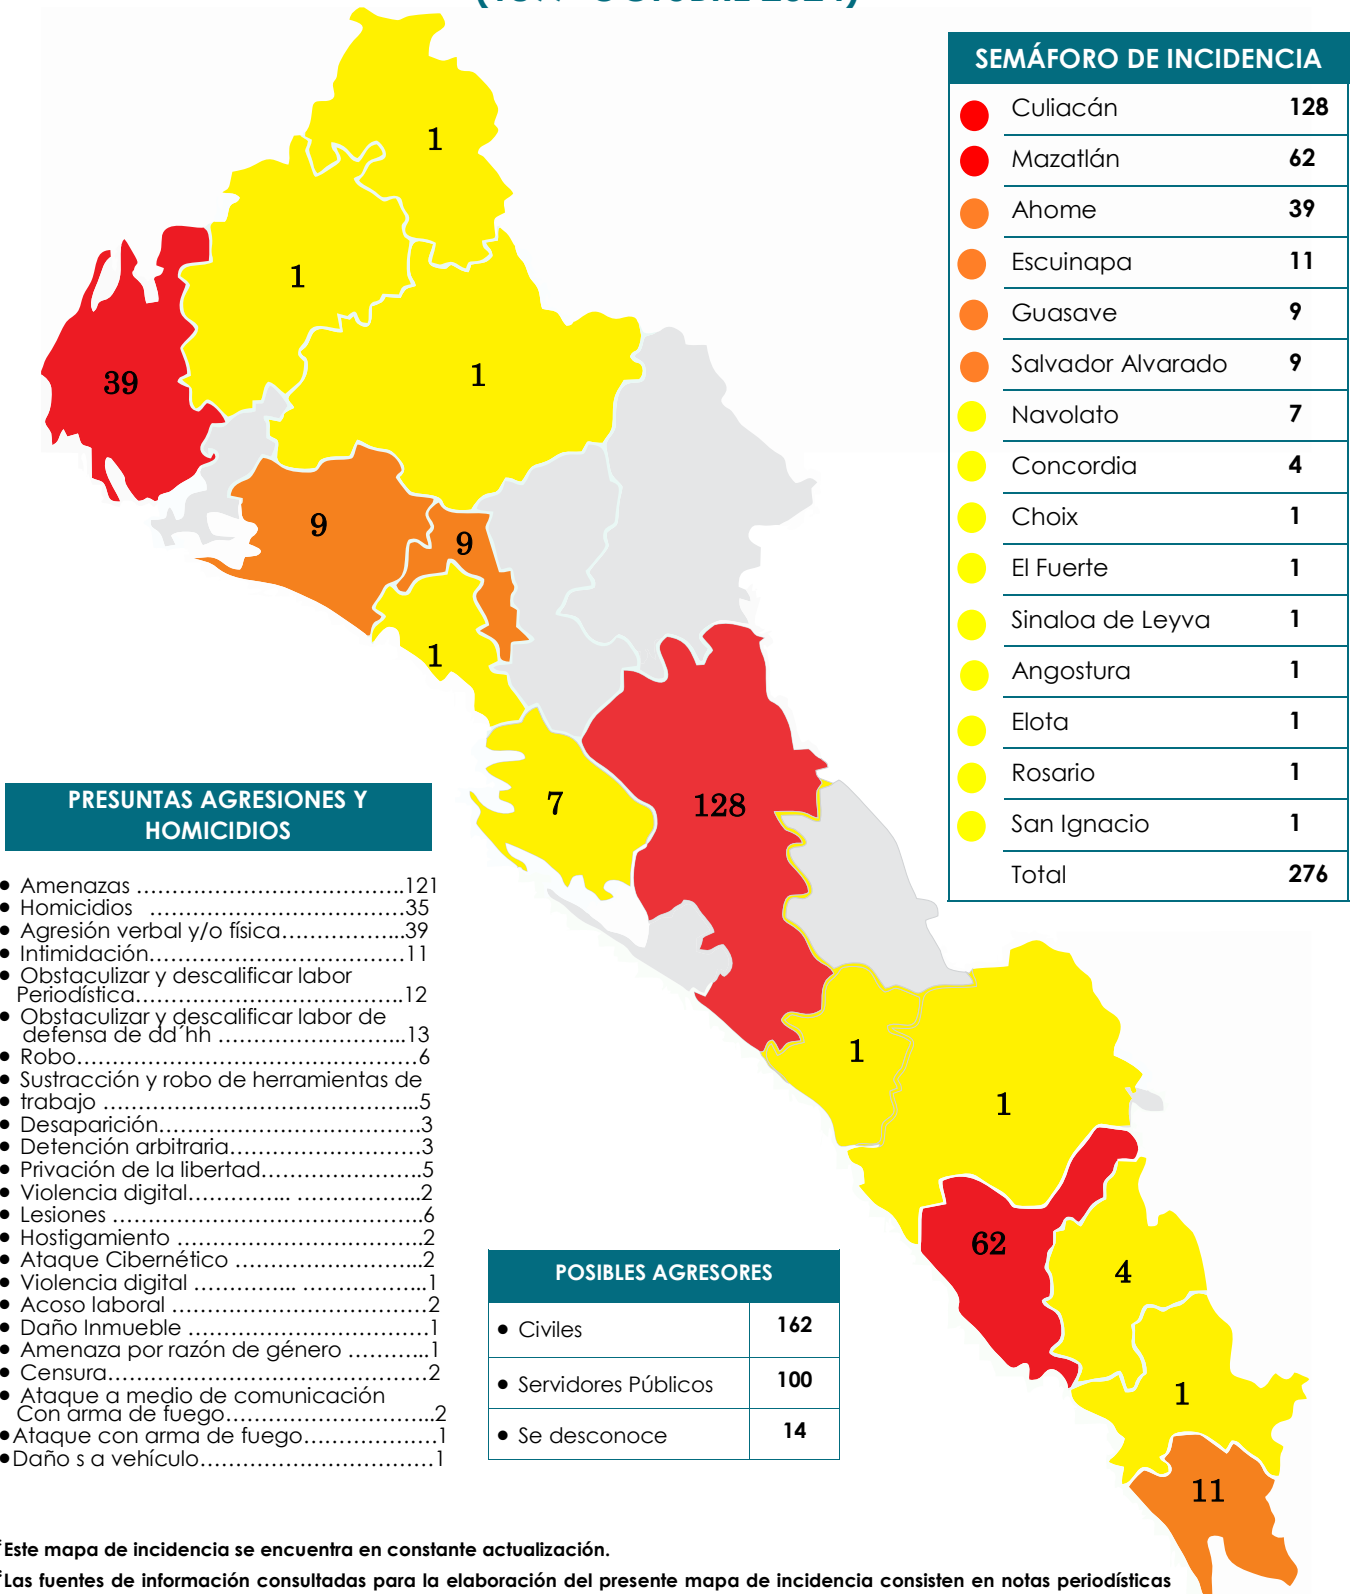 SEMÁFORO DE INCIDENCIA
Culiacán 128
Mazatlán 62
Ahome 39
Escuinapa 11
Guasave 9
Salvador Alvarado 9
Navolato 7
Concordia 4
Choix 1
El Fuerte 1
Sinaloa de Leyva 1
Angostura 1
Elota 1
Rosario 1
San Ignacio 1
Total 276
1
1
39
1
9
9
1
7
128
1
1
62
4
1
11
PRESUNTAS AGRESIONES Y
HOMICIDIOS
• Amenazas ……………………………….121
• Homicidios ………………………………35
• Agresión verbal y/o física……………..39
• Intimidación………………………………11
• Obstaculizar y descalificar labor
Periodística………………………………..12
• Obstaculizar y descalificar labor de
defensa de dd´hh ……………………...13
• Robo…………………………………………6
• Sustracción y robo de herramientas de
• trabajo ……………………………………...5
• Desaparición……………………………….3
• Detención arbitraria………………………3
• Privación de la libertad………………….5
• Violencia digital…………... ……………...2
• Lesiones ……………………………………..6
• Hostigamiento …………………………….2
• Ataque Cibernético ……………………...2
• Violencia digital …………... ……………...1
• Acoso laboral ………………………………2
• Daño Inmueble …………………………….1
• Amenaza por razón de género ………...1
• Censura………………………………………2
• Ataque a medio de comunicación
Con arma de fuego………………………..2
•Ataque con arma de fuego……………….1
•Daño s a vehículo……………………………1
POSIBLES AGRESORES
• Civiles 162
• Servidores Públicos 100
• Se desconoce 14
Este mapa de incidencia se encuentra en constante actualización.
Las fuentes de información consultadas para la elaboración del presente mapa de incidencia consisten en notas periodísticas